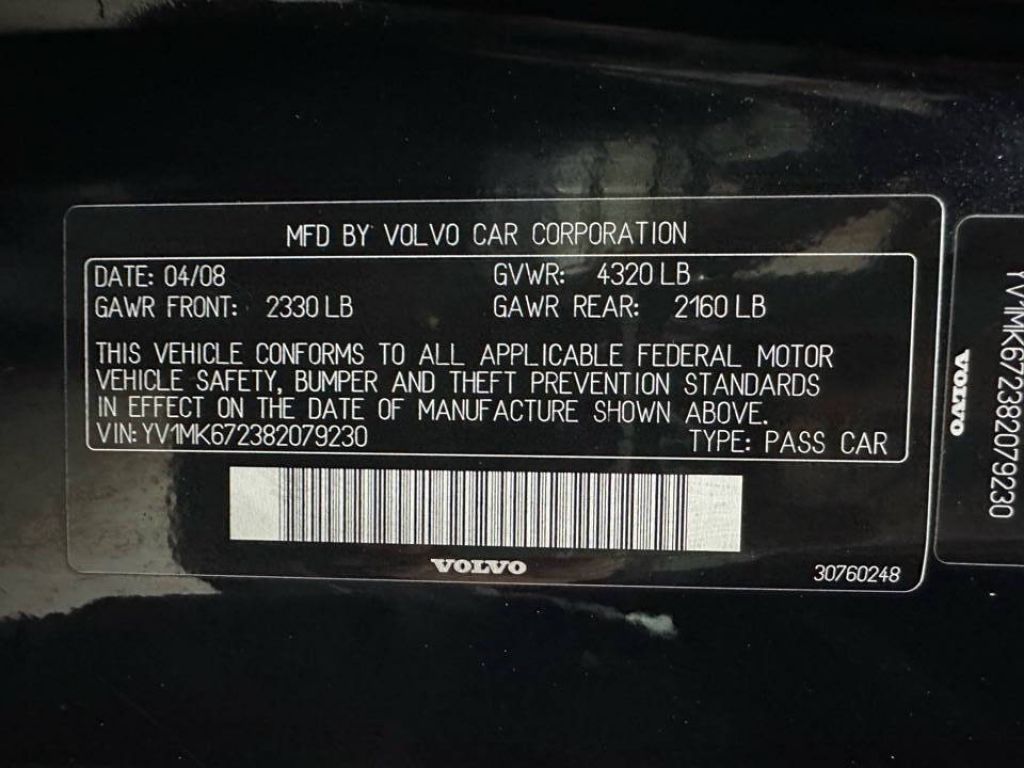 MFD BY VOLVO CAR CORPORATION
DATE: 04/08 GVWR: 4320 LB
GAWR FRONT: 2330 LB GAWR REAR: 2160 LB
THIS VEHICLE CONFORMS TO ALL APPLICABLE FEDERAL MOTOR
VEHICLE SAFETY, BUMPER AND THEFT PREVENTION STANDARDS
IN EFFECT ON THE DATE OF MANUFACTURE SHOWN ABOVE.
VIN: YV1MK672382079230 TYPE: PASS CAR
VOLVO
30760248
YV1MK672382079230
VOLVO